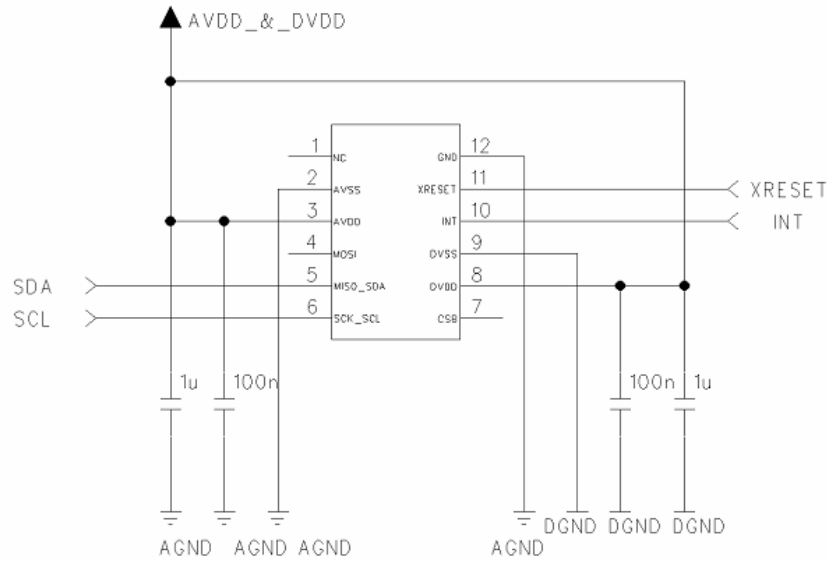 AVDD_&_DVDD
1 NC
2 AVSS
3 AVDD
4 MOSI
5 MISO_SDA
6 SCK_SCL
12 GND
11 XRESET
10 INT
9 DVSS
8 DVDD
7 CSB
XRESET
INT
SDA
SCL
1u 100n
100n 1u
AGND AGND AGND
AGND
DGND DGND DGND